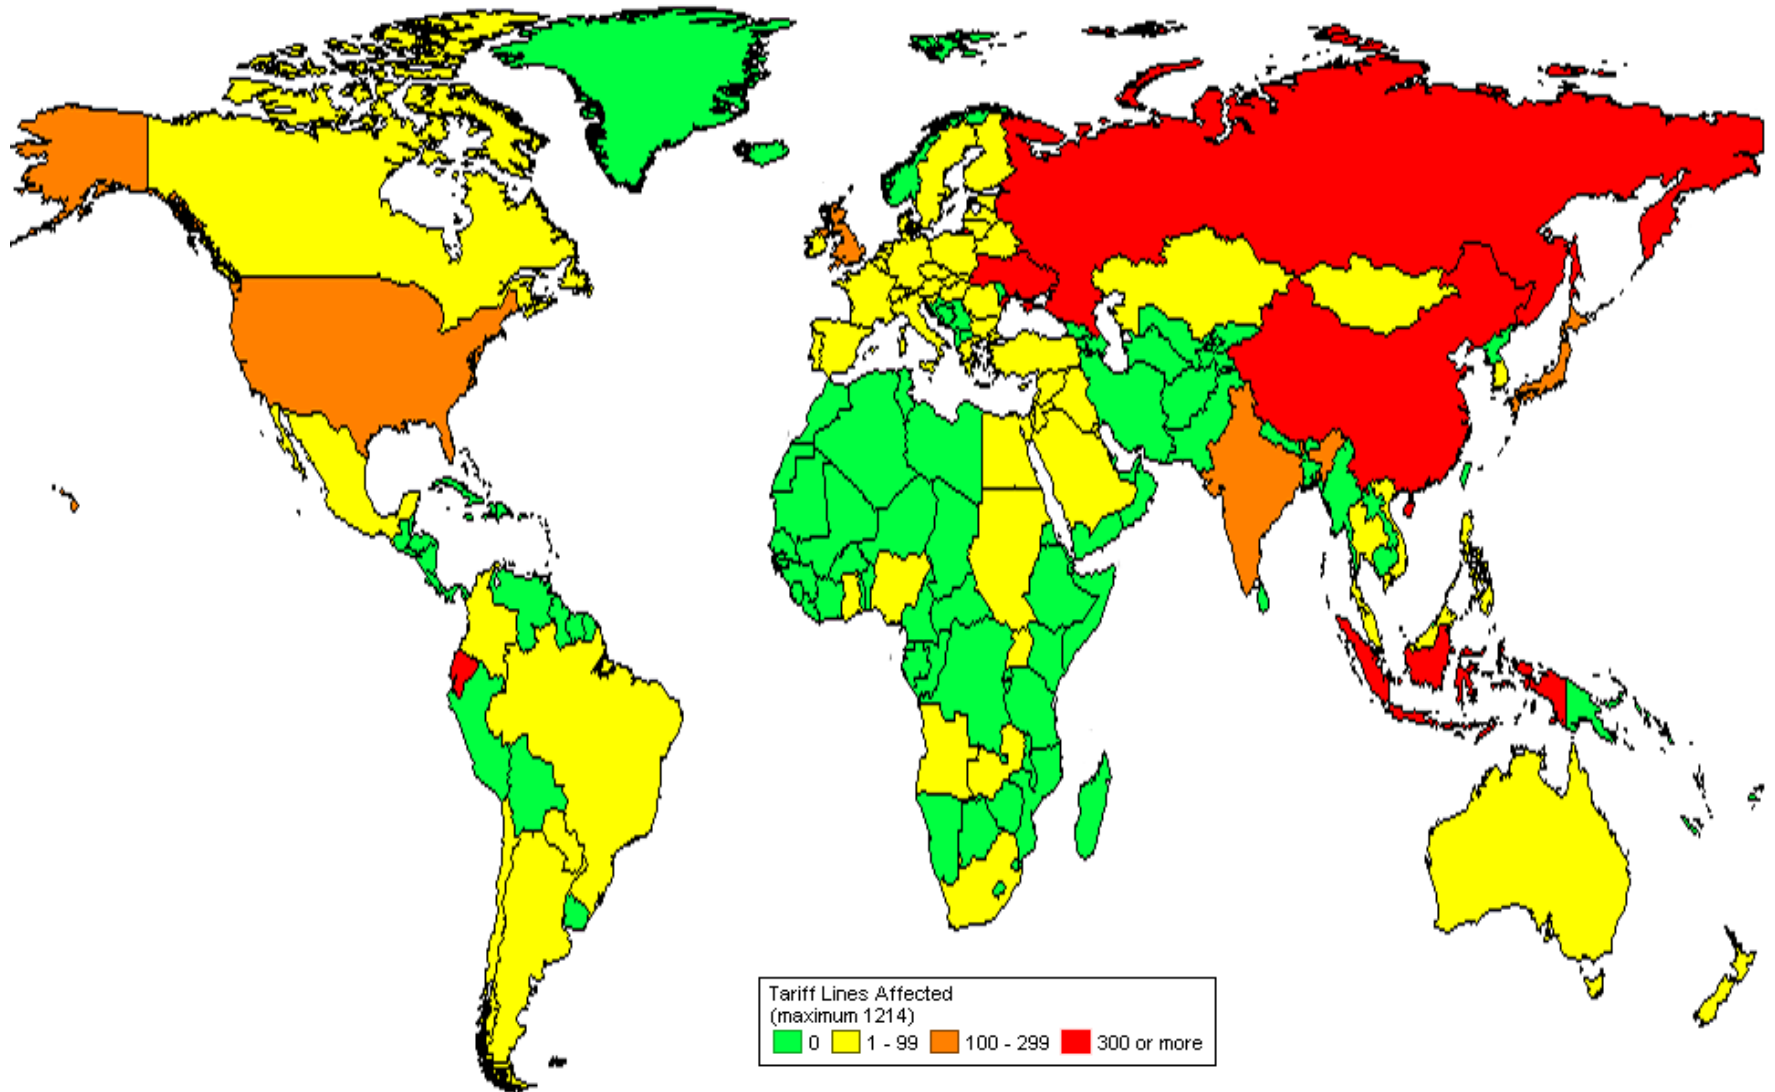 Tariff Lines Affected
(maximum 1214)
0 1 - 99 100 - 299 300 or more